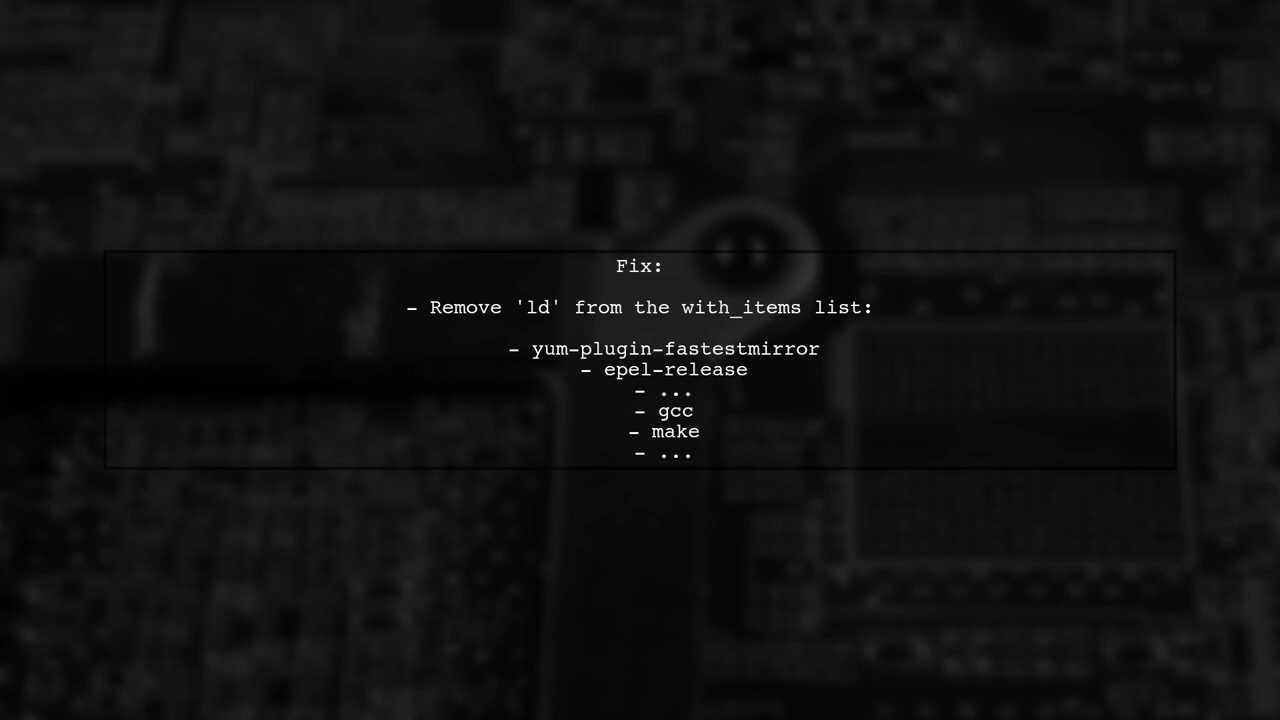 Fix:
- Remove 'ld' from the with_items list:
- yum-plugin-fastestmirror
- epel-release
- ...
- gcc
- make
- ...